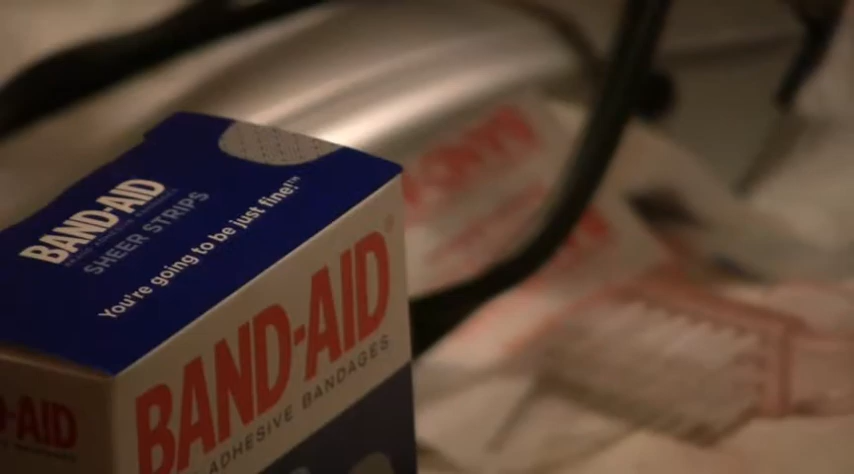 BAND-AID
SHEER STRIPS
You're going to be just fine!™
BAND-AID
ADHESIVE BANDAGES
-AID